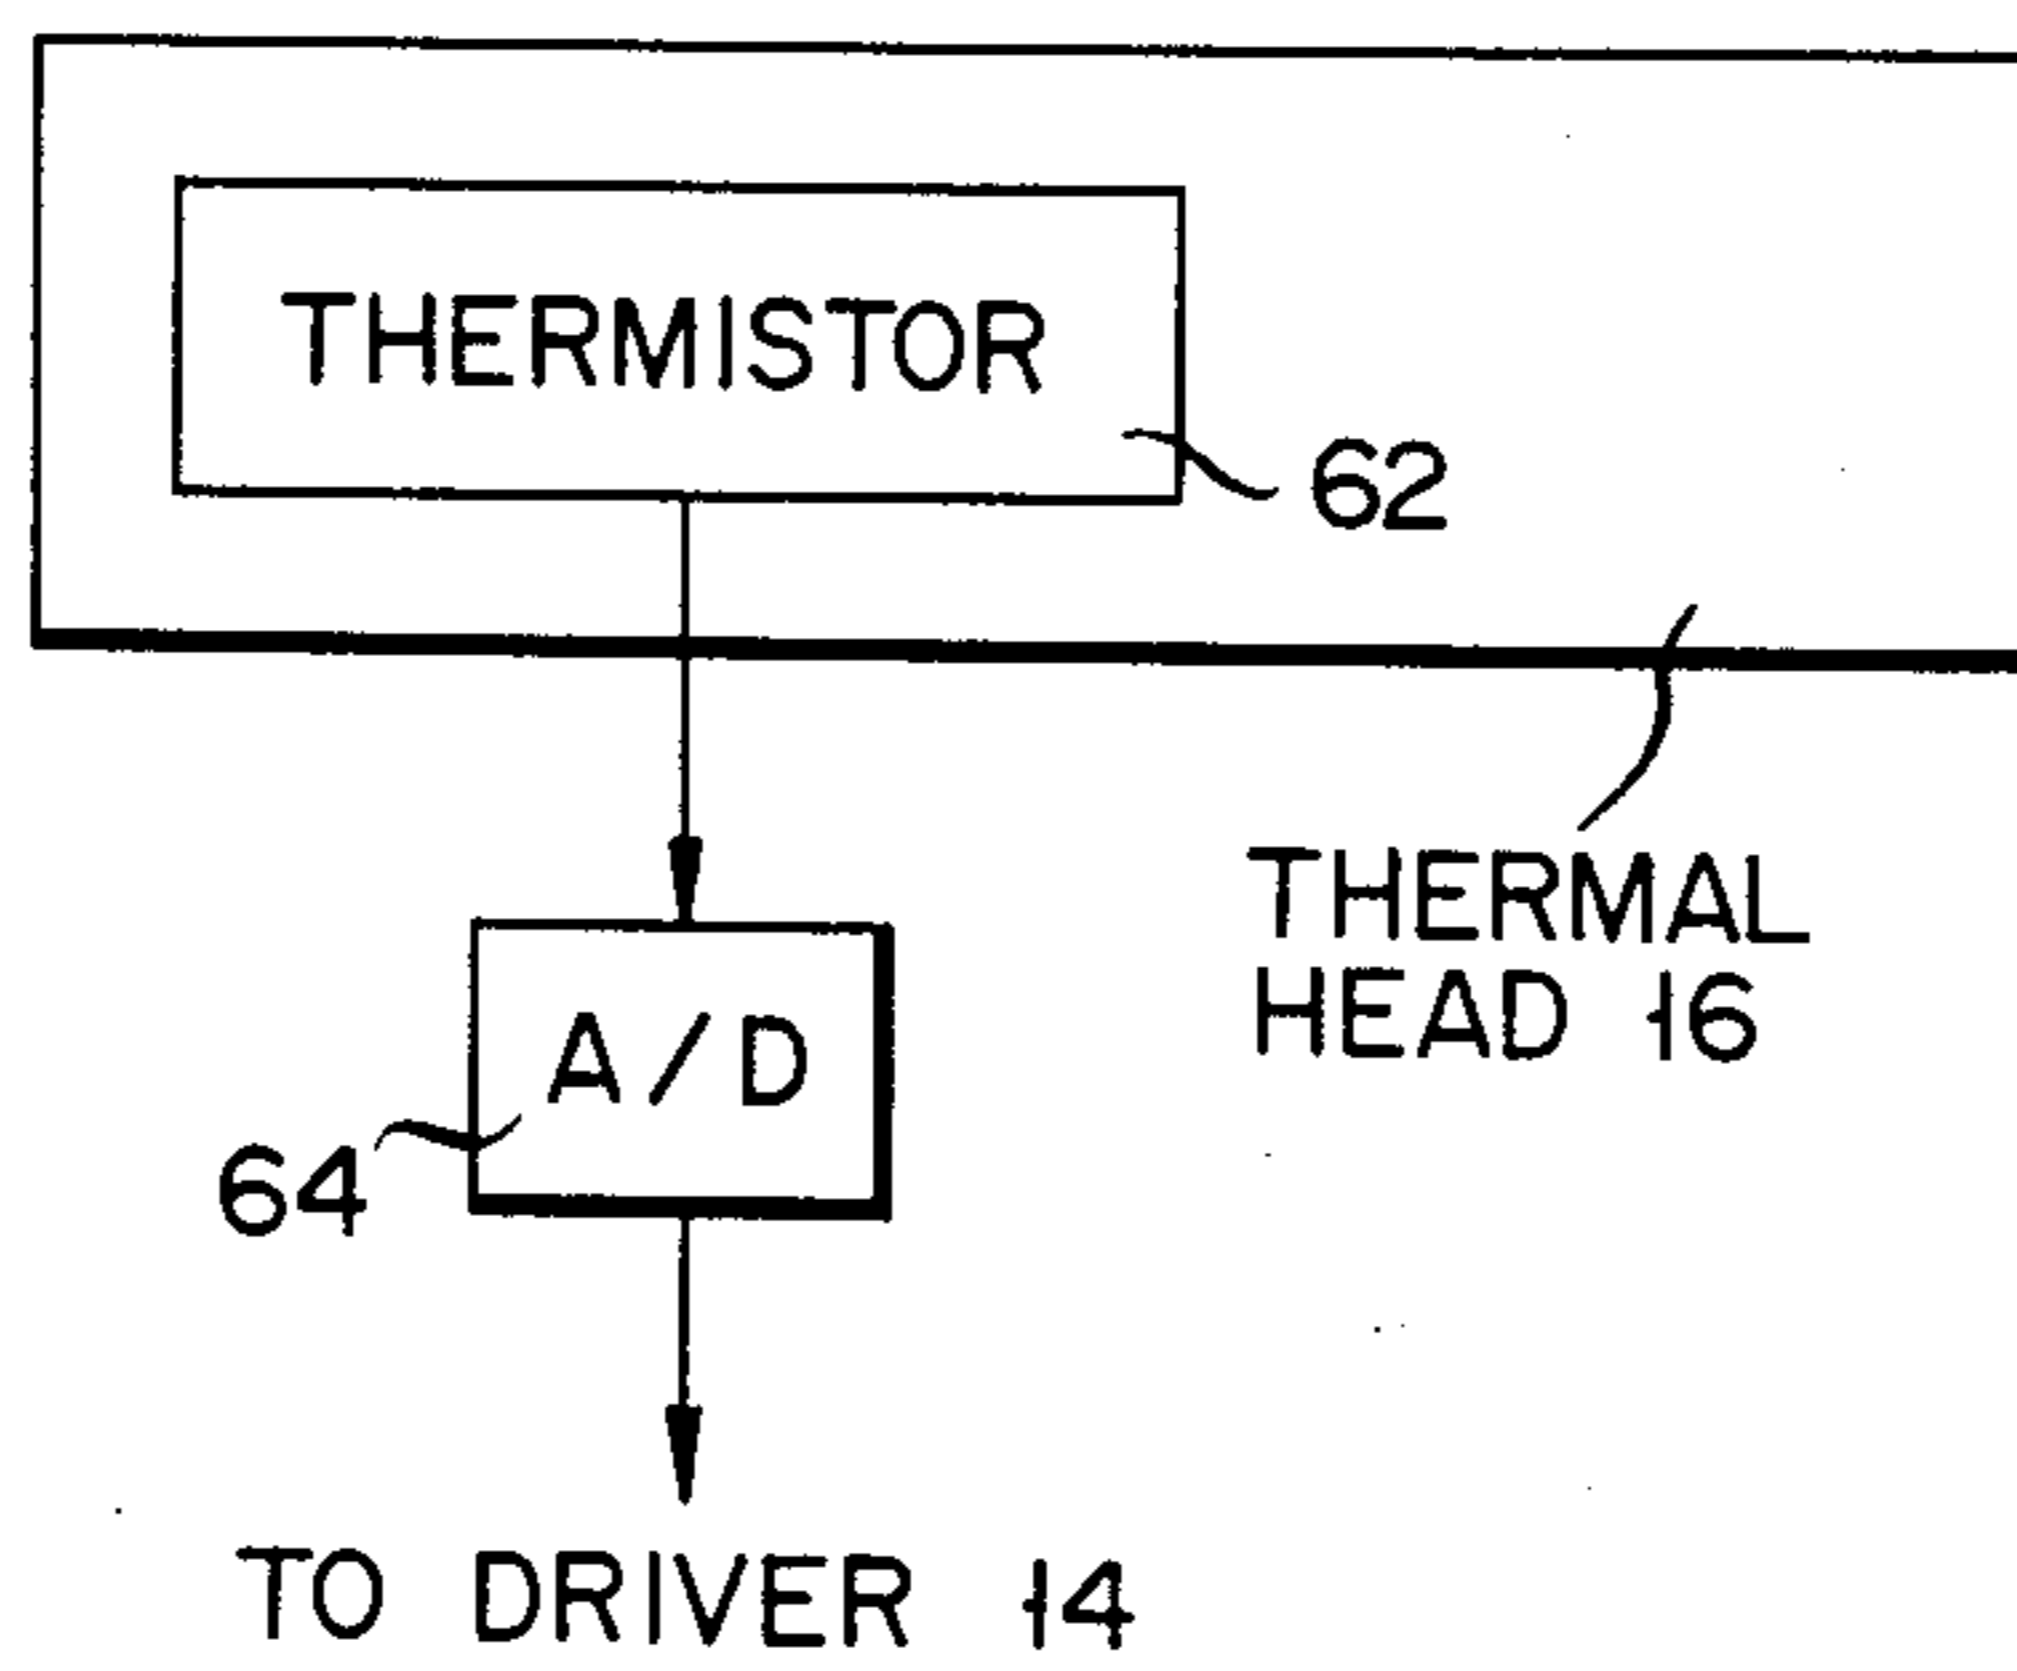 THERMISTOR
62
THERMAL
HEAD 16
A/D
64
TO DRIVER 14